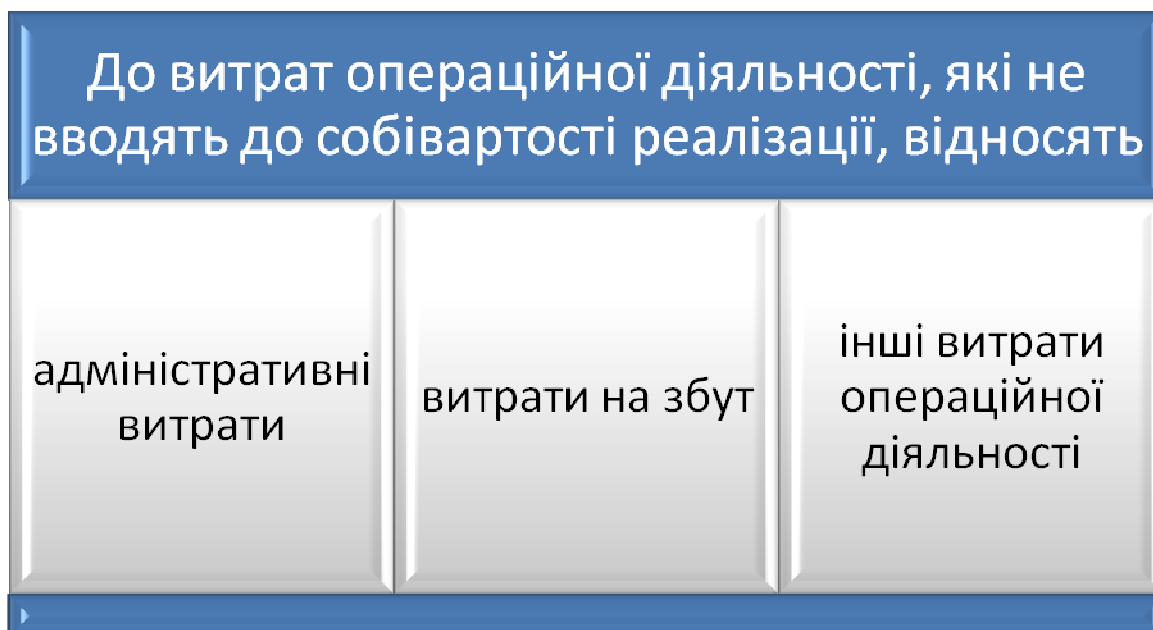 До витрат операційної діяльності, які не
вводять до собівартості реалізації, відносять
адміністративні
витрати
витрати на збут
інші витрати
операційної
діяльності